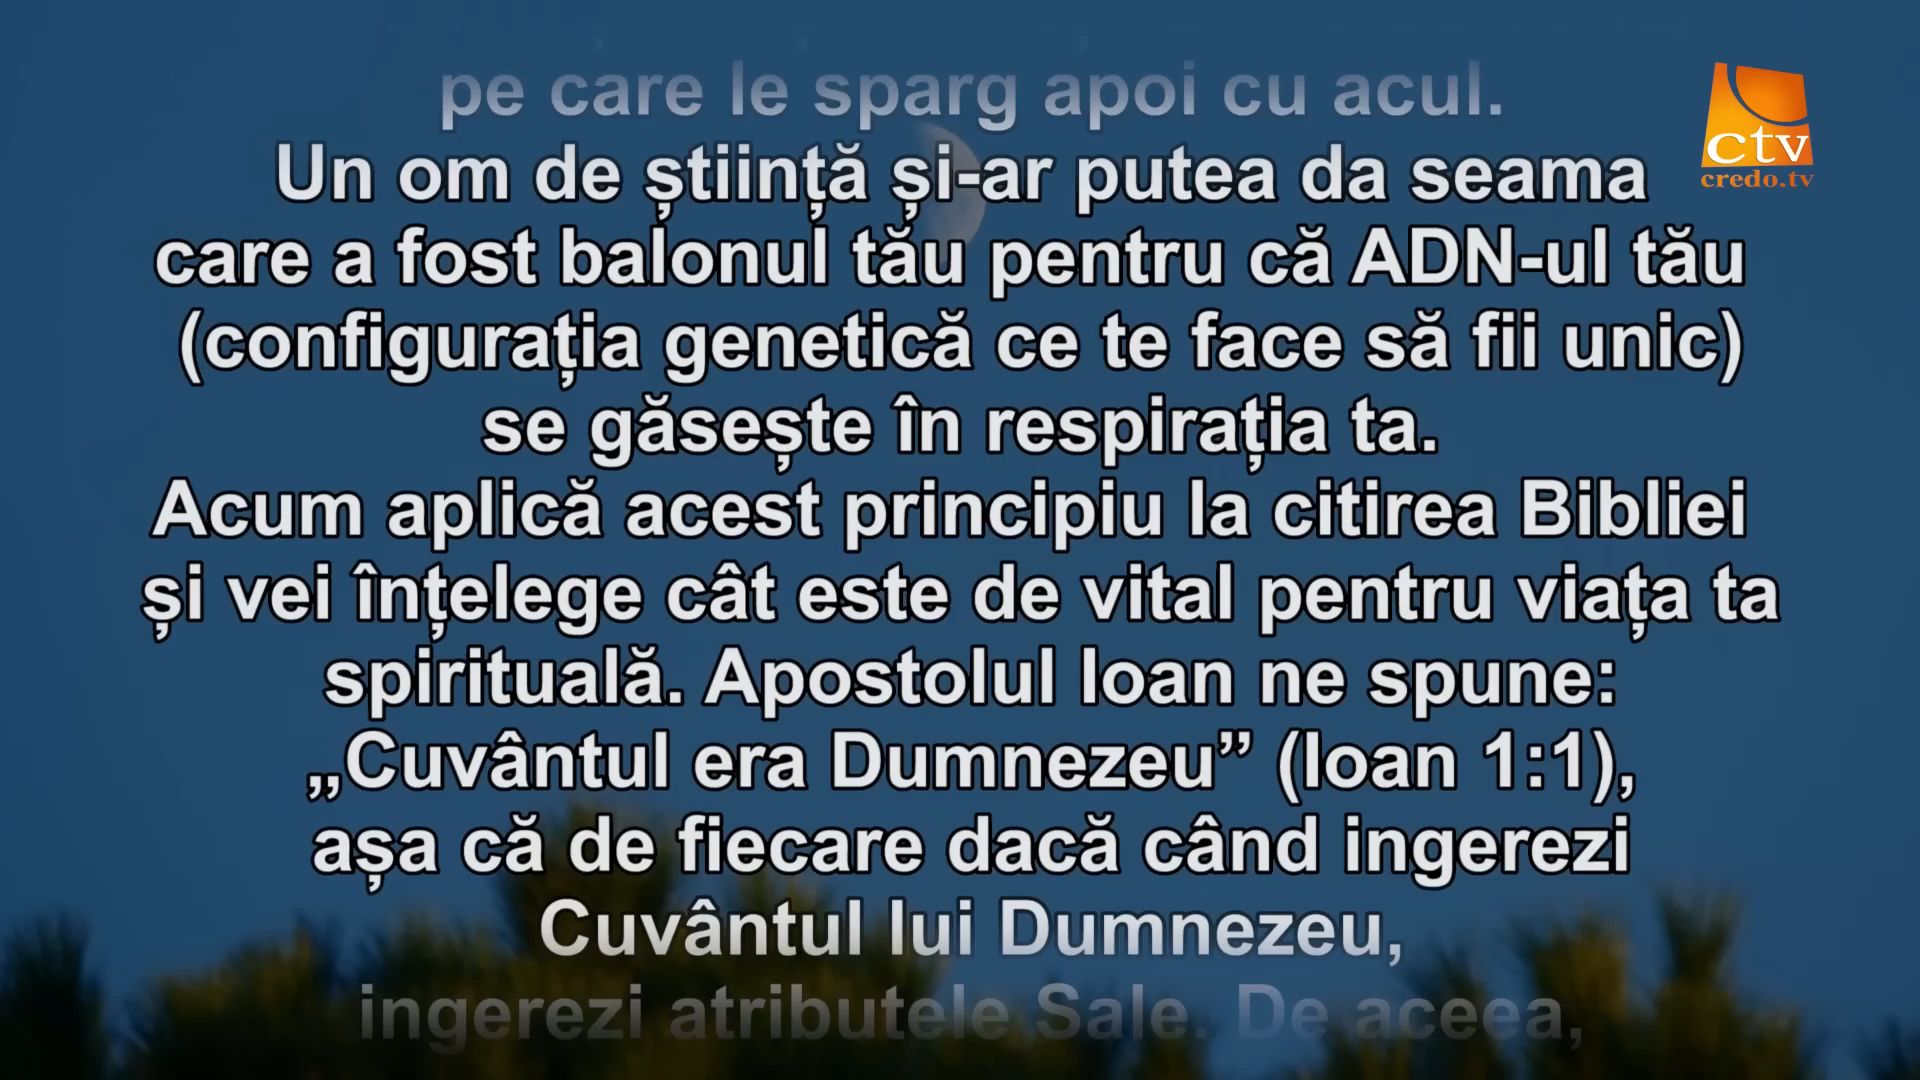 pe care le sparg apoi cu acul.
Un om de știință și-ar putea da seama
care a fost balonul tău pentru că ADN-ul tău
(configurația genetică ce te face să fii unic)
se găsește în respirația ta.
Acum aplică acest principiu la citirea Bibliei
și vei înțelege cât este de vital pentru viața ta
spirituală. Apostolul Ioan ne spune:
„Cuvântul era Dumnezeu” (Ioan 1:1),
așa că de fiecare dacă când ingerezi
Cuvântul lui Dumnezeu,
ingerezi atributele Sale. De aceea,
ctv
credo.tv